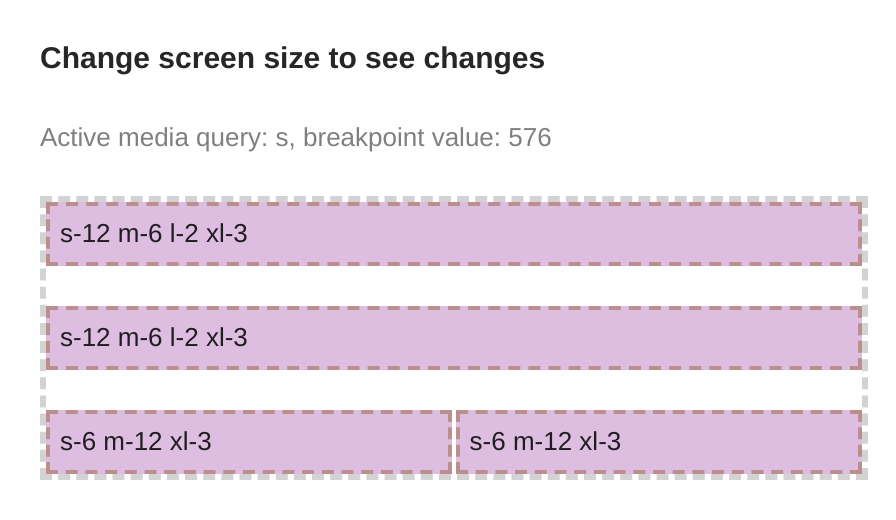 Change screen size to see changes
Active media query: s, breakpoint value: 576
s-12 m-6 l-2 xl-3
s-12 m-6 l-2 xl-3
s-6 m-12 xl-3
s-6 m-12 xl-3